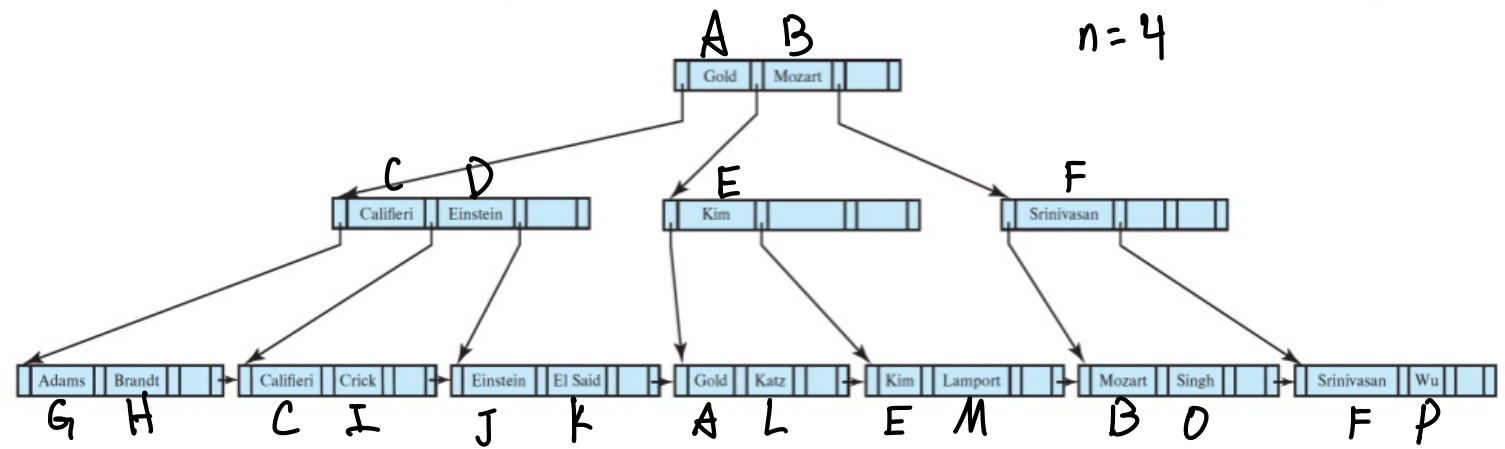 A B n = 4
Gold Mozart
C D E F
Califieri Einstein Kim Srinivasan
Adams Brandt Califieri Crick Einstein El Said Gold Katz Kim Lamport Mozart Singh Srinivasan Wu
G H C I J K A L E M B O F P